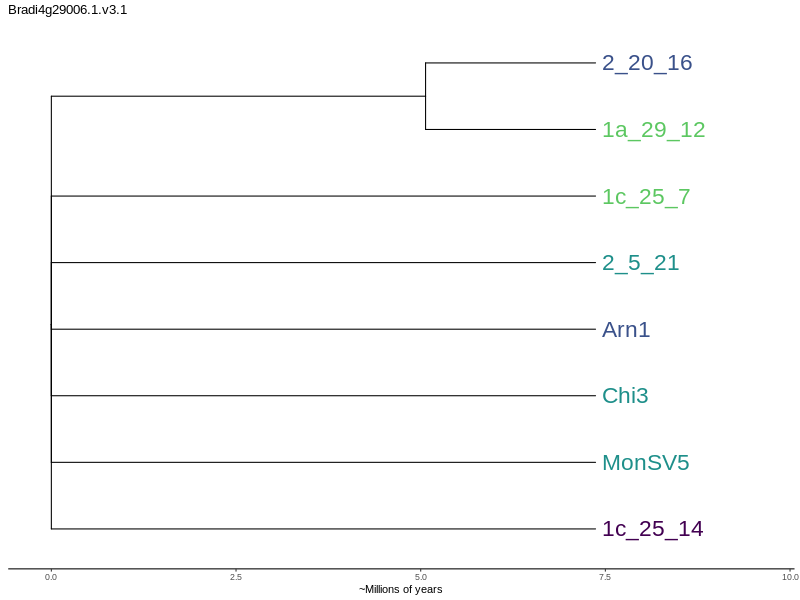 Bradi4g29006.1.v3.1
2_20_16
1a_29_12
1c_25_7
2_5_21
Arn1
Chi3
MonSV5
1c_25_14
0.0 2.5 5.0 7.5 10.0
~Millions of years